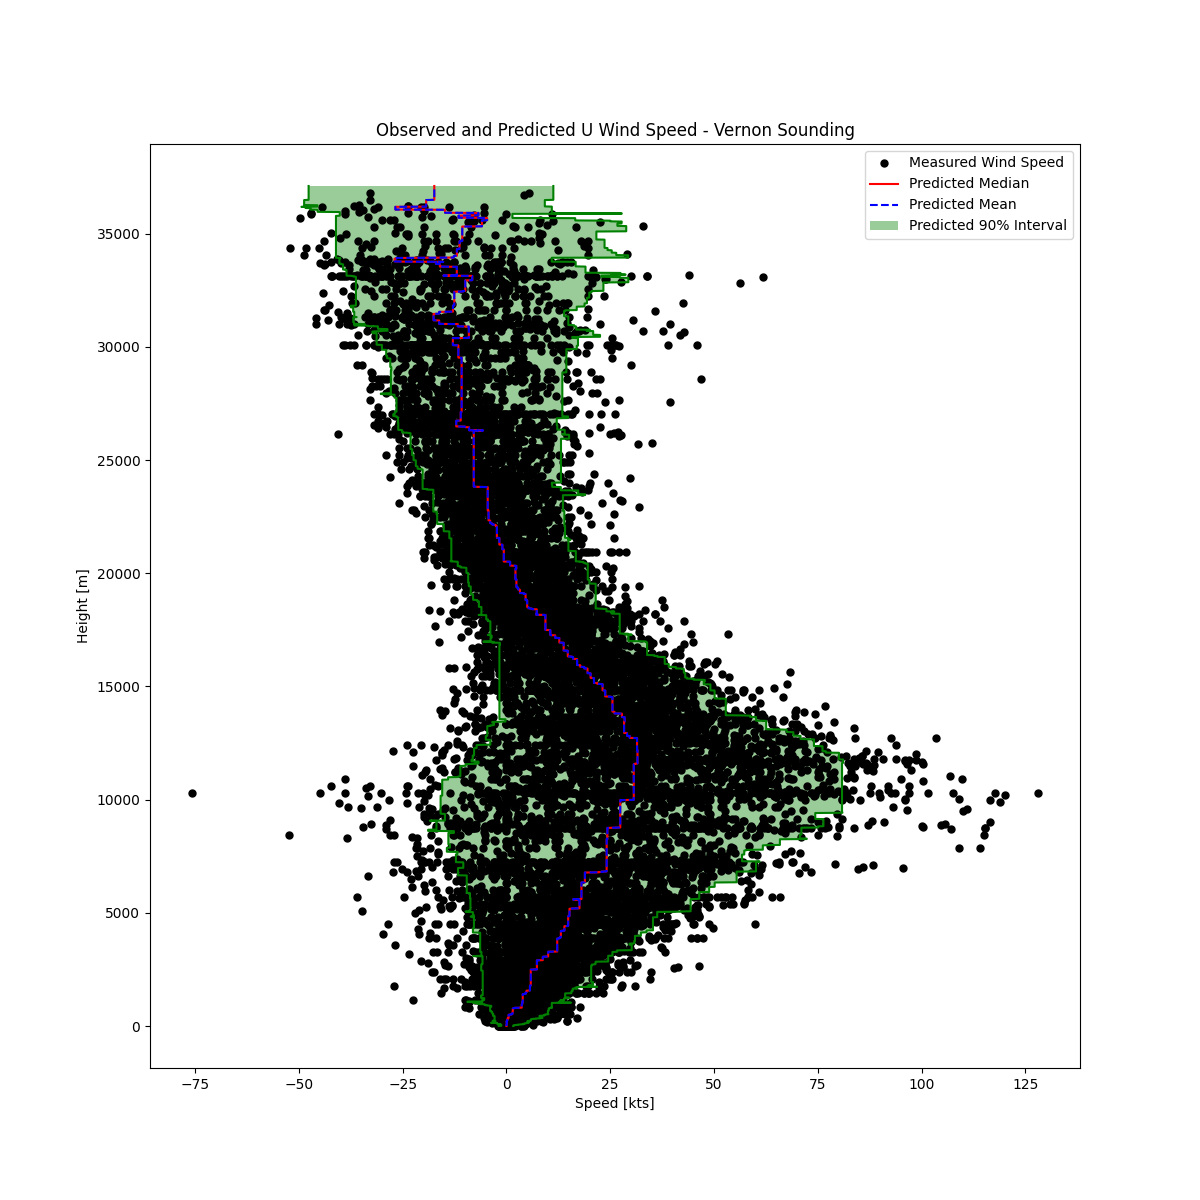 Observed and Predicted U Wind Speed - Vernon Sounding
Measured Wind Speed
Predicted Median
Predicted Mean
Predicted 90% Interval
35000
30000
25000
20000
15000
10000
5000
0
Height [m]
−75 −50 −25 0 25 50 75 100 125
Speed [kts]